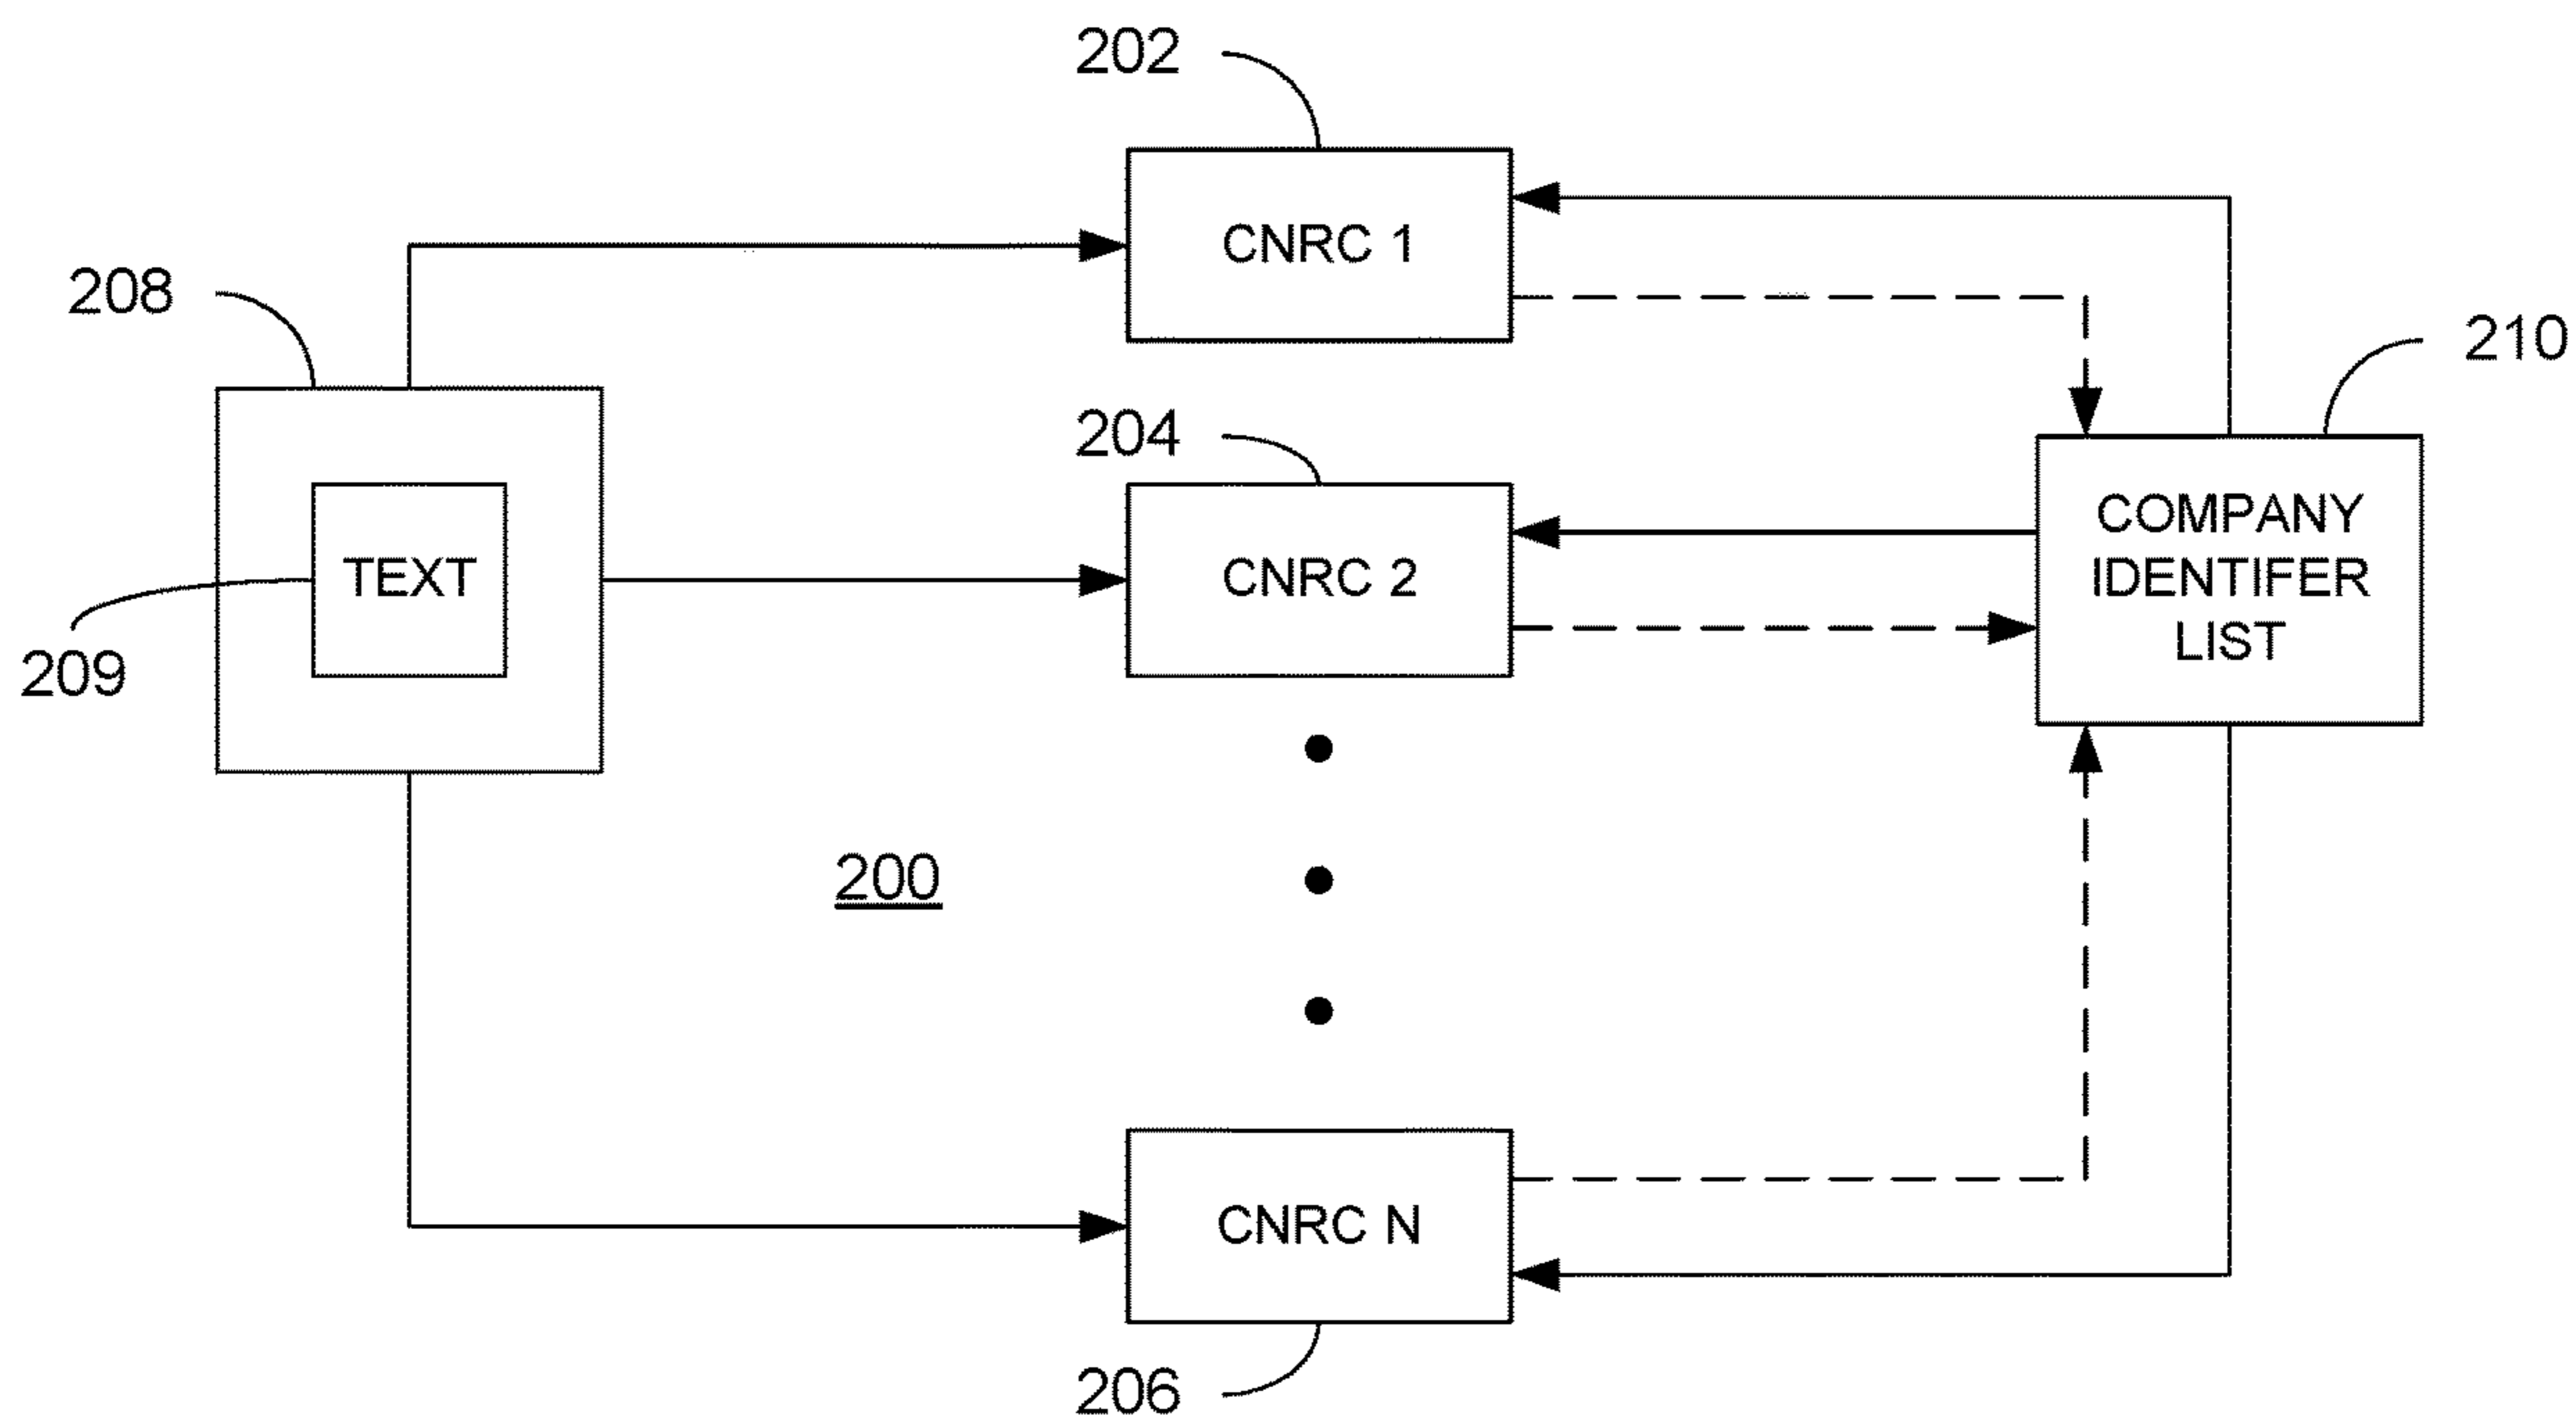 202
CNRC 1
208
210
204
COMPANY
IDENTIFER
LIST
TEXT
CNRC 2
209
200
CNRC N
206